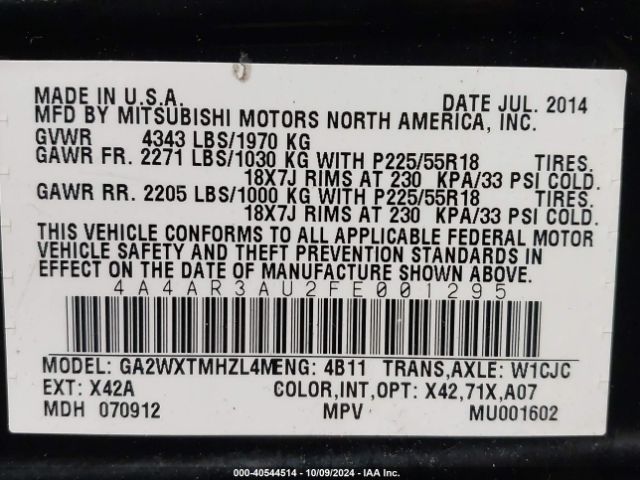 MADE IN U.S.A. DATE JUL. 2014
MFD BY MITSUBISHI MOTORS NORTH AMERICA, INC.
GVWR 4343 LBS/1970 KG
GAWR FR. 2271 LBS/1030 KG WITH P225/55R18 TIRES.
18X7J RIMS AT 230 KPA/33 PSI COLD.
GAWR RR. 2205 LBS/1000 KG WITH P225/55R18 TIRES.
18X7J RIMS AT 230 KPA/33 PSI COLD.
THIS VEHICLE CONFORMS TO ALL APPLICABLE FEDERAL MOTOR
VEHICLE SAFETY AND THEFT PREVENTION STANDARDS IN
EFFECT ON THE DATE OF MANUFACTURE SHOWN ABOVE.
4A4AR3AU2FE001295
MODEL: GA2WXTMHZL4M ENG: 4B11 TRANS,AXLE: W1CJC
EXT: X42A COLOR,INT,OPT: X42,71X,A07
MDH 070912 MPV MU001602
000-40544514 - 10/09/2024 - IAA Inc.